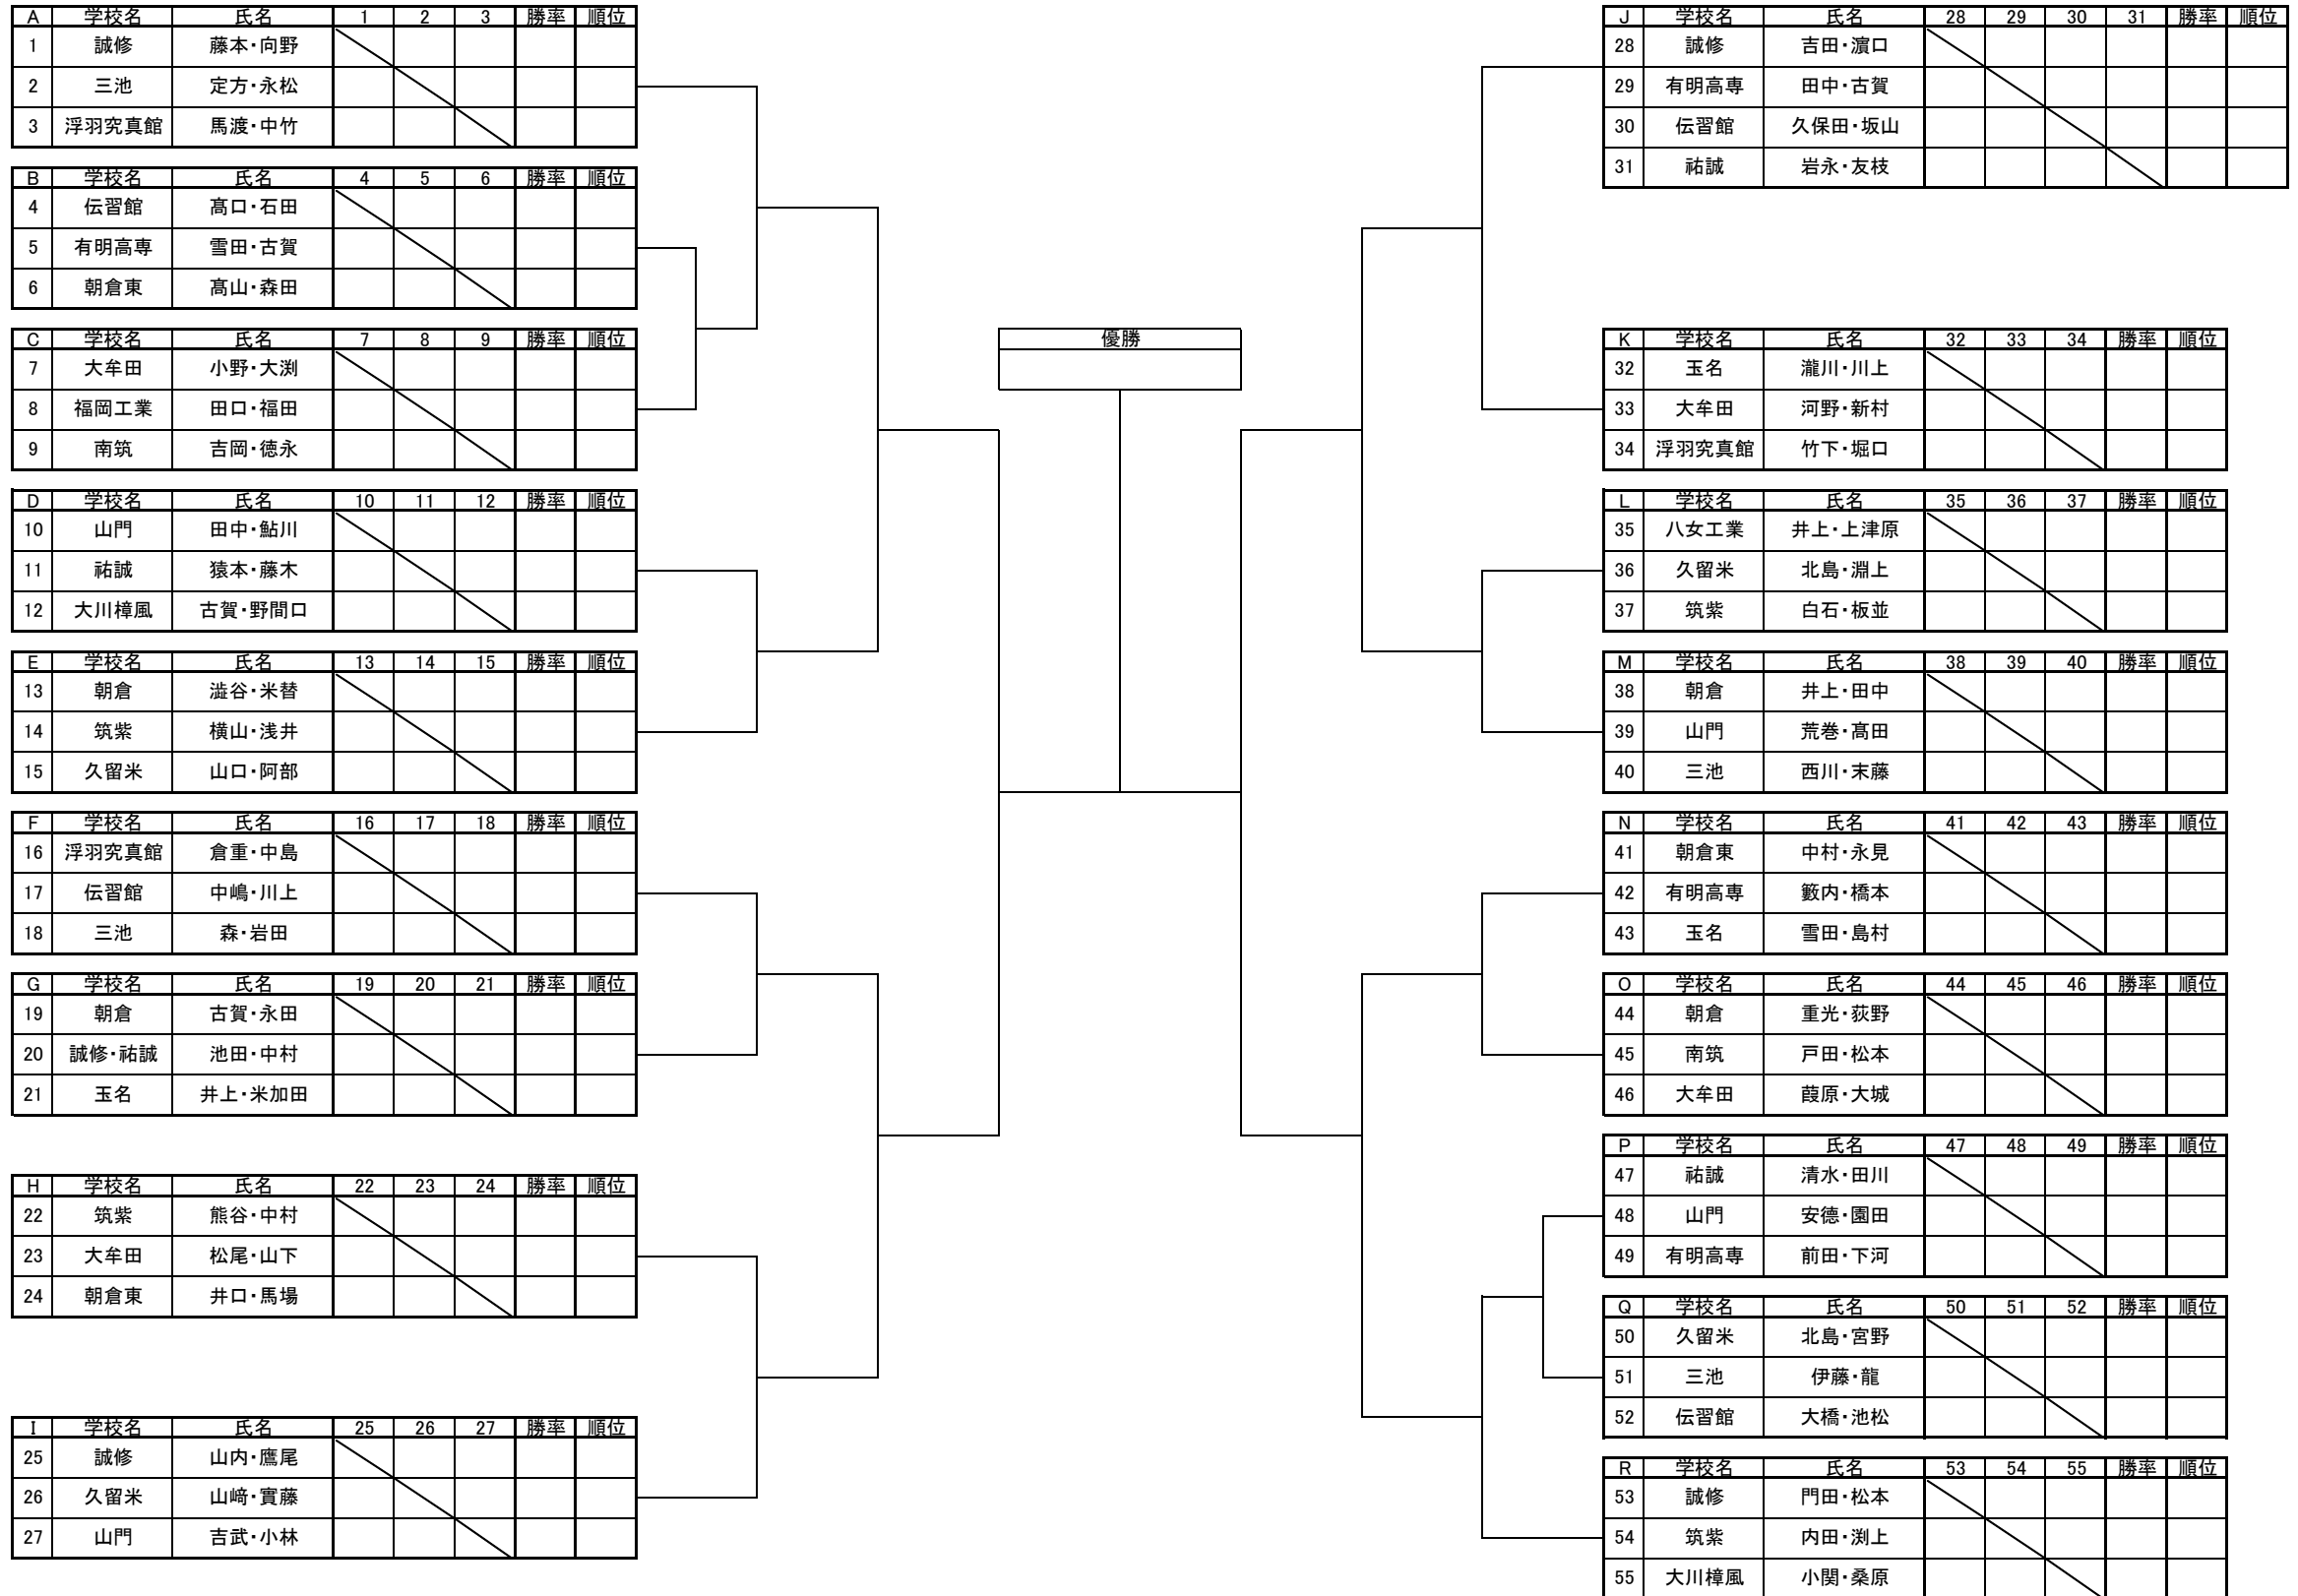 A 学校名 氏名 1 2 3 勝率 順位
1 誠修 藤本・向野
2 三池 定方・永松
3 浮羽究真館 馬渡・中竹
B 学校名 氏名 4 5 6 勝率 順位
4 伝習館 髙口・石田
5 有明高専 雪田・古賀
6 朝倉東 髙山・森田
C 学校名 氏名 7 8 9 勝率 順位
7 大牟田 小野・大渕
8 福岡工業 田口・福田
9 南筑 吉岡・徳永
D 学校名 氏名 10 11 12 勝率 順位
10 山門 田中・鮎川
11 祐誠 猿本・藤木
12 大川樟風 古賀・野間口
E 学校名 氏名 13 14 15 勝率 順位
13 朝倉 澁谷・米替
14 筑紫 横山・浅井
15 久留米 山口・阿部
F 学校名 氏名 16 17 18 勝率 順位
16 浮羽究真館 倉重・中島
17 伝習館 中嶋・川上
18 三池 森・岩田
G 学校名 氏名 19 20 21 勝率 順位
19 朝倉 古賀・永田
20 誠修・祐誠 池田・中村
21 玉名 井上・米加田
H 学校名 氏名 22 23 24 勝率 順位
22 筑紫 熊谷・中村
23 大牟田 松尾・山下
24 朝倉東 井口・馬場
I 学校名 氏名 25 26 27 勝率 順位
25 誠修 山内・鷹尾
26 久留米 山﨑・實藤
27 山門 吉武・小林
優勝
J 学校名 氏名 28 29 30 31 勝率 順位
28 誠修 吉田・濵口
29 有明高専 田中・古賀
30 伝習館 久保田・坂山
31 祐誠 岩永・友枝
K 学校名 氏名 32 33 34 勝率 順位
32 玉名 瀧川・川上
33 大牟田 河野・新村
34 浮羽究真館 竹下・堀口
L 学校名 氏名 35 36 37 勝率 順位
35 八女工業 井上・上津原
36 久留米 北島・淵上
37 筑紫 白石・板並
M 学校名 氏名 38 39 40 勝率 順位
38 朝倉 井上・田中
39 山門 荒巻・髙田
40 三池 西川・末藤
N 学校名 氏名 41 42 43 勝率 順位
41 朝倉東 中村・永見
42 有明高専 籔内・橋本
43 玉名 雪田・島村
O 学校名 氏名 44 45 46 勝率 順位
44 朝倉 重光・荻野
45 南筑 戸田・松本
46 大牟田 葭原・大城
P 学校名 氏名 47 48 49 勝率 順位
47 祐誠 清水・田川
48 山門 安徳・園田
49 有明高専 前田・下河
Q 学校名 氏名 50 51 52 勝率 順位
50 久留米 北島・宮野
51 三池 伊藤・龍
52 伝習館 大橋・池松
R 学校名 氏名 53 54 55 勝率 順位
53 誠修 門田・松本
54 筑紫 内田・渕上
55 大川樟風 小関・桑原